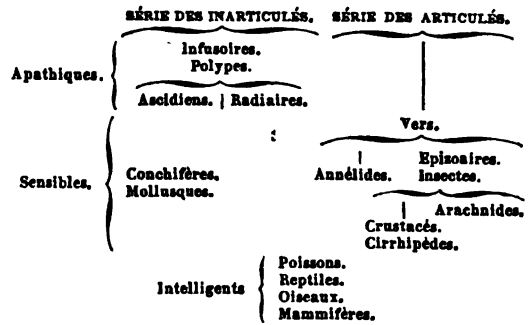 SÉRIE DES INARTICULÉS. SÉRIE DES ARTICULÉS.
Infusoires.
Polypes.
Apathiques.
Ascidiens. Radiaires.
Vers.
Annélides. Epizoaires.
Insectes.
Sensibles.
Conchifères.
Mollusques.
Arachnides.
Crustacés.
Cirrhipèdes.
Intelligents
Poissons.
Reptiles.
Oiseaux.
Mammifères.